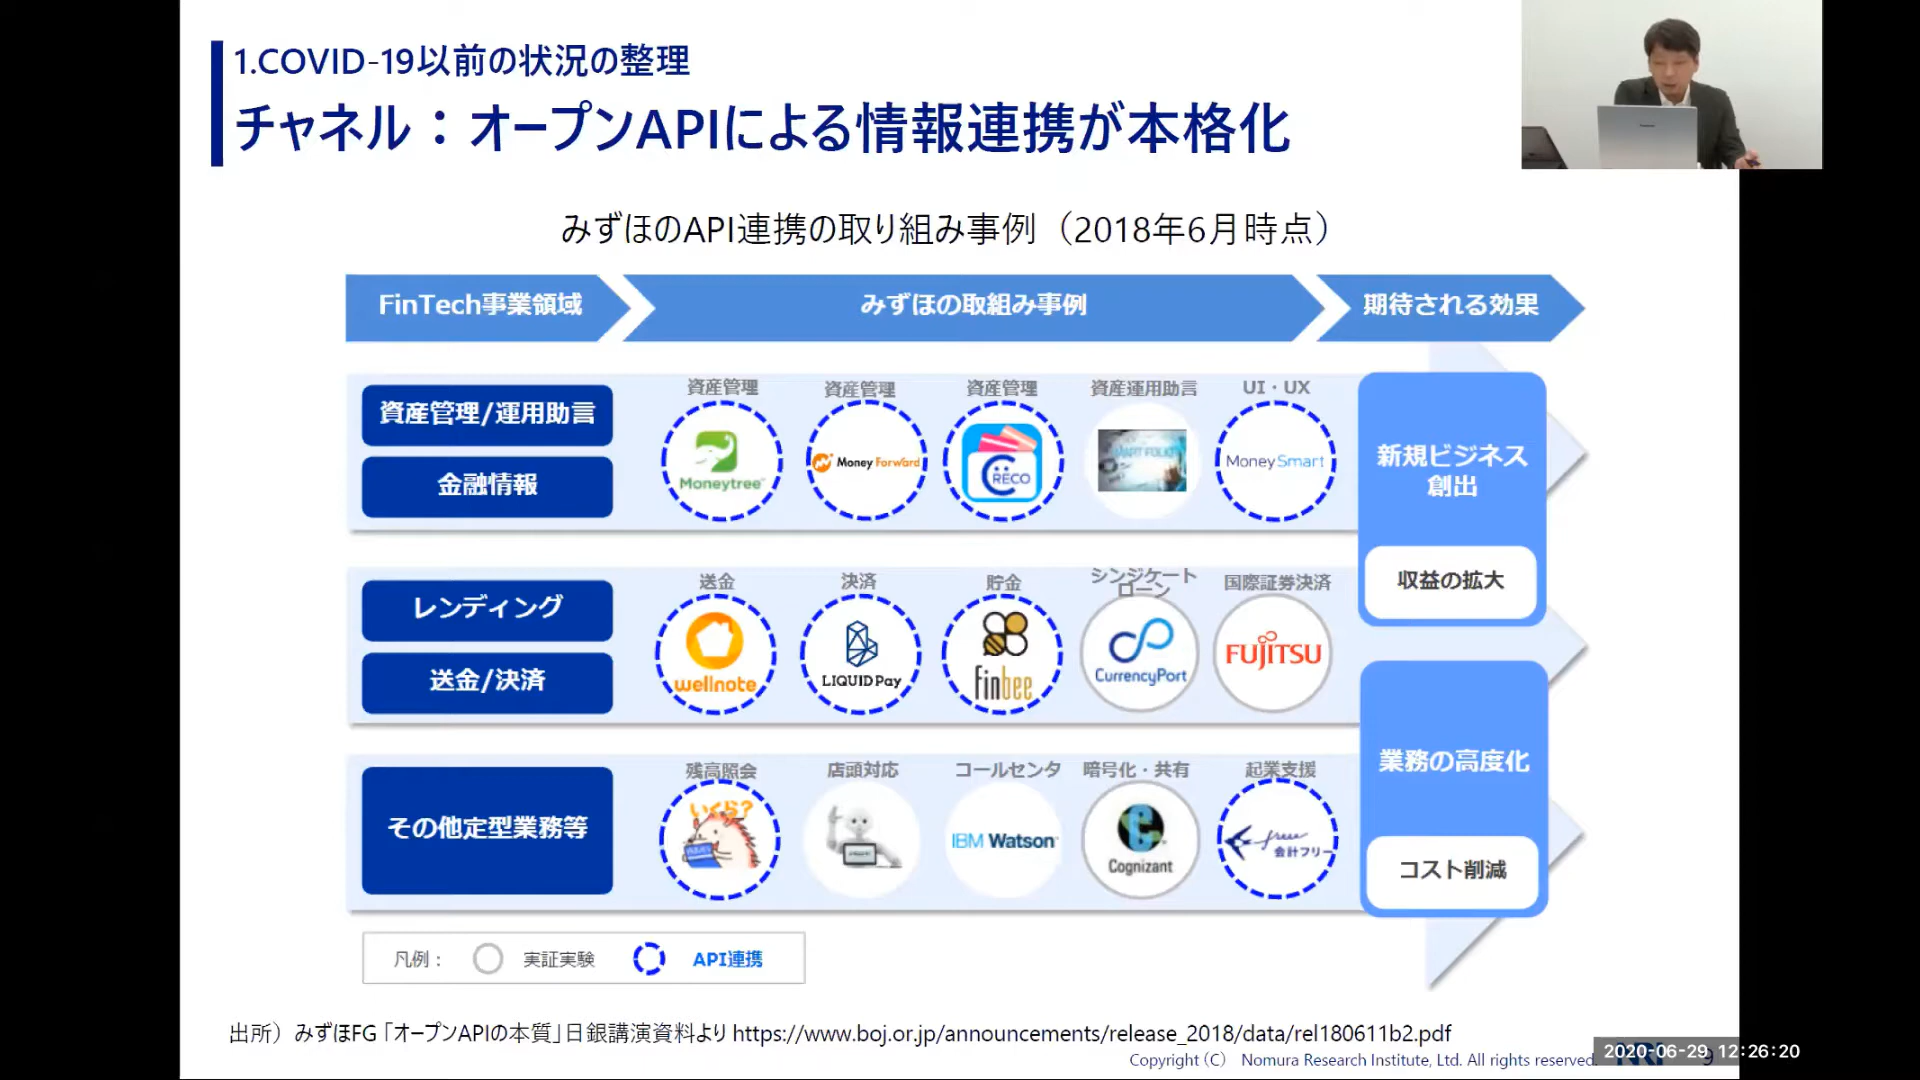 1.COVID-19以前の状況の整理
チャネル：オープンAPIによる情報連携が本格化
みずほのAPI連携の取り組み事例（2018年6月時点）
FinTech事業領域
みずほの取組み事例
期待される効果
資産管理/運用助言
金融情報
資産管理
資産管理
資産管理
資産運用助言
UI・UX
Moneytree
Money Forward
RECO
SMART FOLIO
MoneySmart
新規ビジネス
創出
収益の拡大
レンディング
送金/決済
送金
決済
貯金
シンジケート
ローン
国際証券決済
wellnote
LIQUID Pay
finbee
CurrencyPort
FUJITSU
その他定型業務等
残高照会
店頭対応
コールセンタ
暗号化・共有
起業支援
いくら?
IBM Watson
Cognizant
freee
会計フリー
業務の高度化
コスト削減
凡例：
実証実験
API連携
出所）みずほFG「オープンAPIの本質」日銀講演資料より https://www.boj.or.jp/announcements/release_2018/data/rel180611b2.pdf
Copyright（C） Nomura Research Institute, Ltd. All rights reserved.
NRI
9
2020-06-29 12:26:20